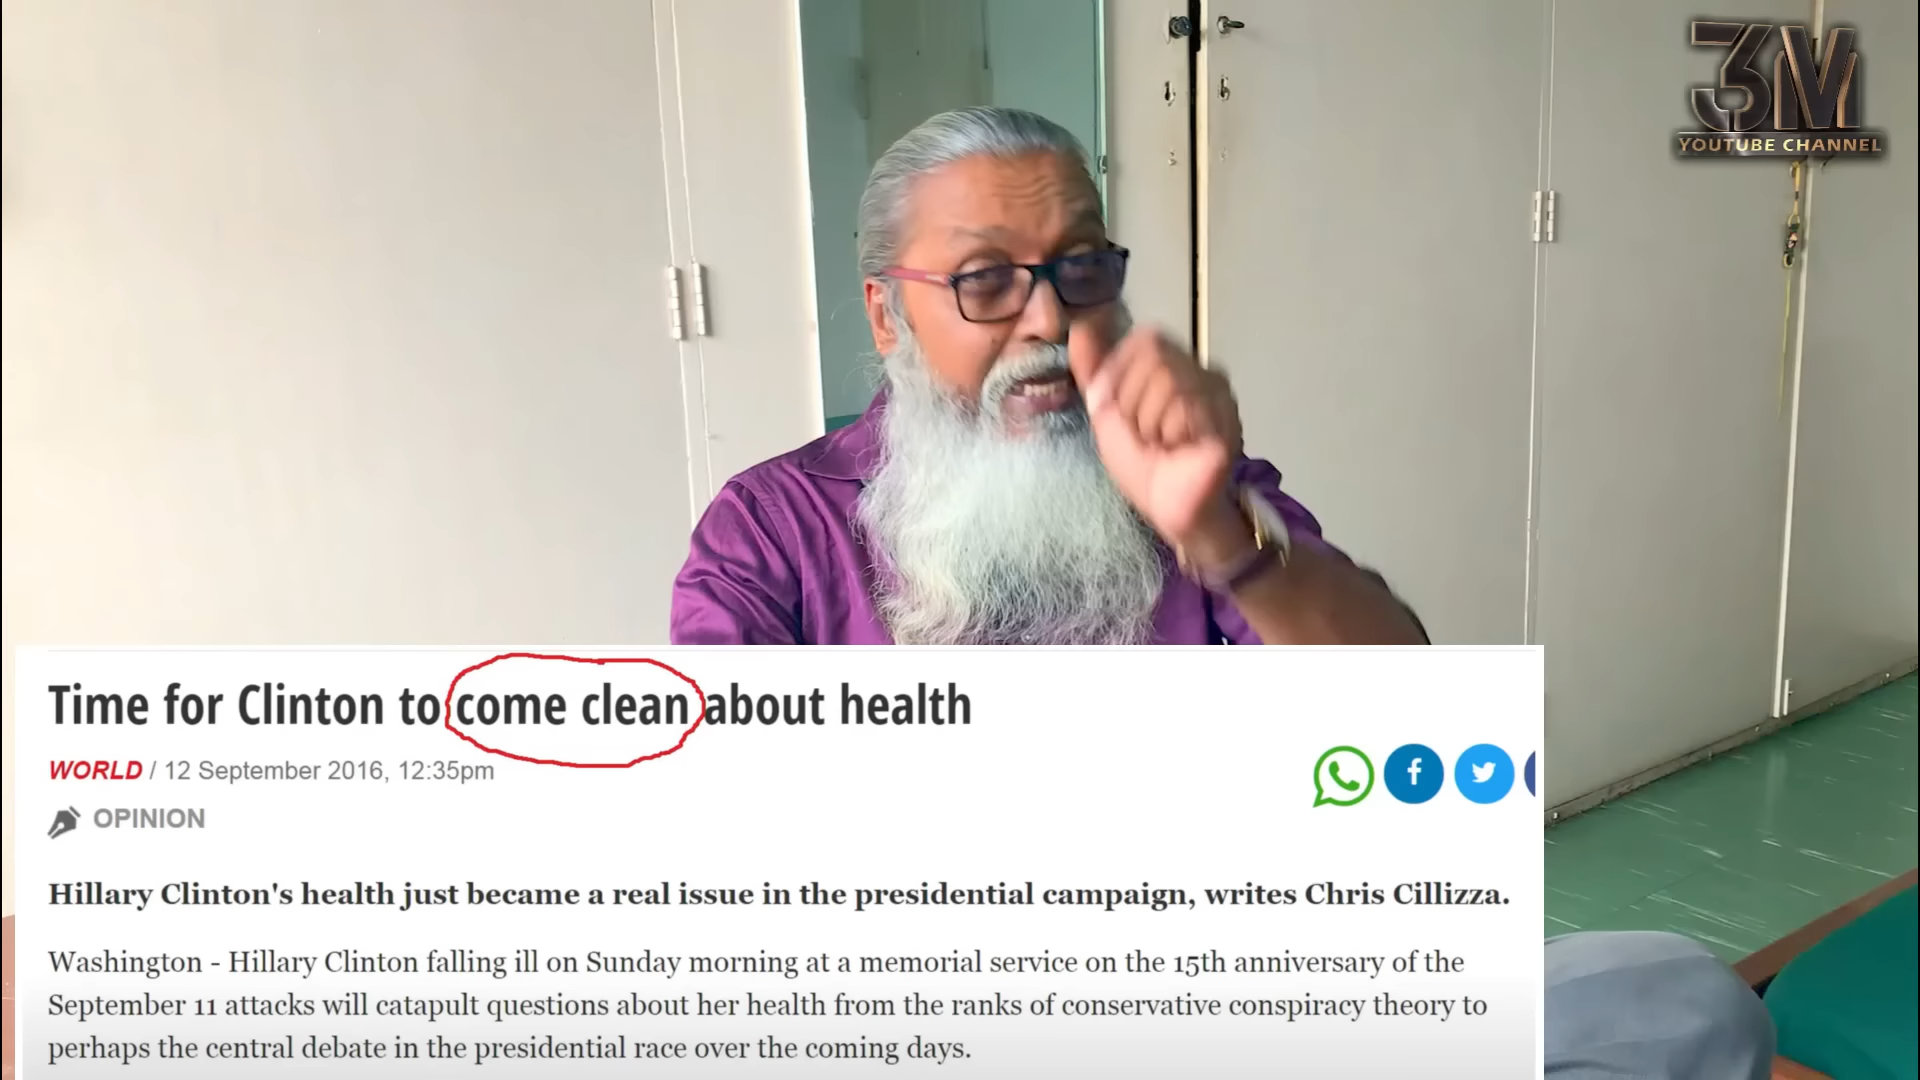 3M
YOUTUBE CHANNEL
Time for Clinton to come clean about health
WORLD / 12 September 2016, 12:35pm
OPINION
Hillary Clinton's health just became a real issue in the presidential campaign, writes Chris Cillizza.
Washington - Hillary Clinton falling ill on Sunday morning at a memorial service on the 15th anniversary of the
September 11 attacks will catapult questions about her health from the ranks of conservative conspiracy theory to
perhaps the central debate in the presidential race over the coming days.